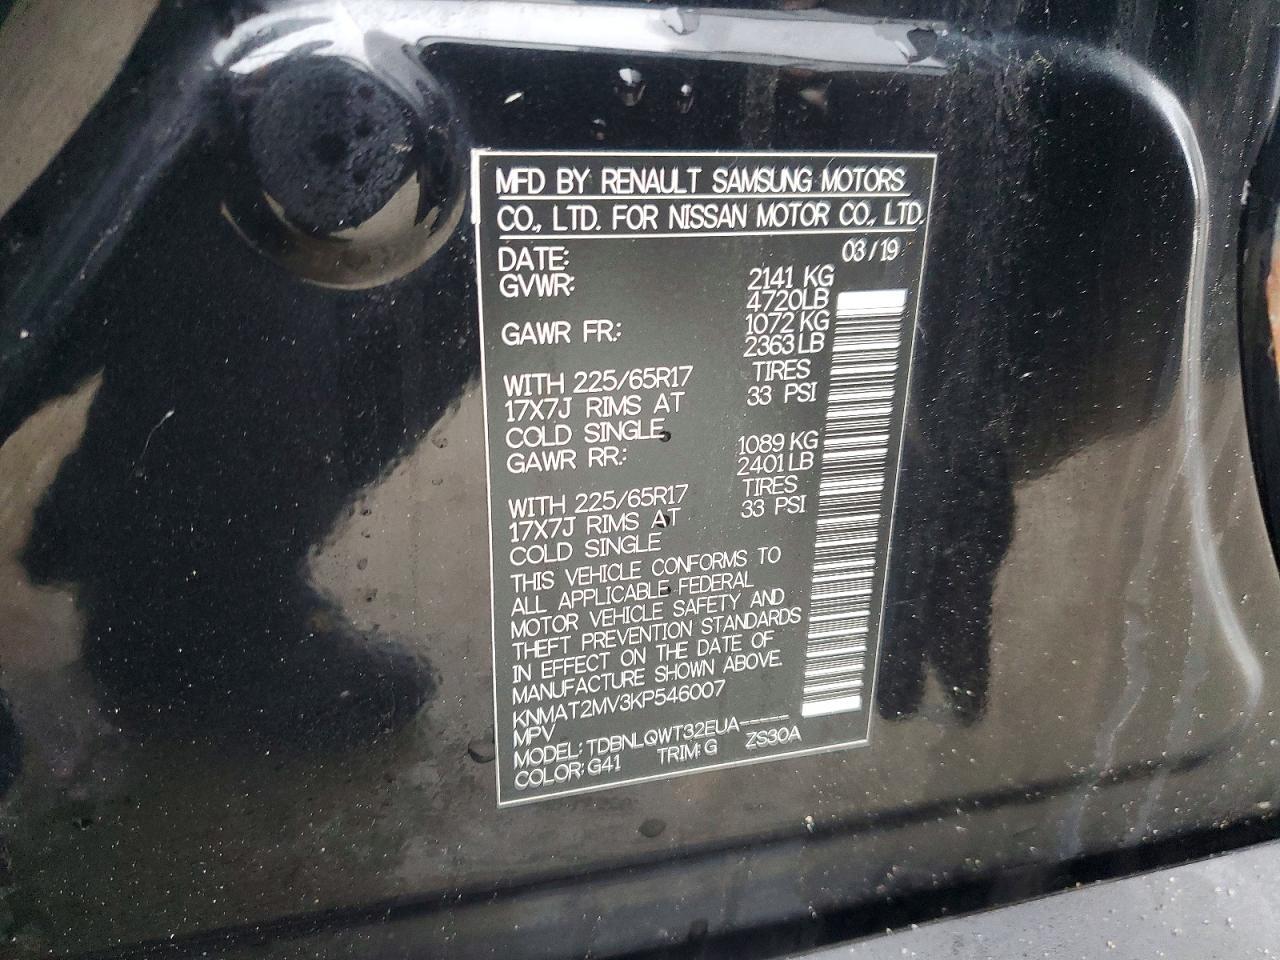 MFD BY RENAULT SAMSUNG MOTORS
CO., LTD. FOR NISSAN MOTOR CO., LTD.
DATE: 03/19
GVWR: 2141 KG
4720LB
GAWR FR: 1072 KG
2363 LB
WITH 225/65R17 TIRES
17X7J RIMS AT 33 PSI
COLD SINGLE
GAWR RR: 1089 KG
2401 LB
WITH 225/65R17 TIRES
17X7J RIMS AT 33 PSI
COLD SINGLE
THIS VEHICLE CONFORMS TO
ALL APPLICABLE FEDERAL
MOTOR VEHICLE SAFETY AND
THEFT PREVENTION STANDARDS
IN EFFECT ON THE DATE OF
MANUFACTURE SHOWN ABOVE.
KNMAT2MV3KP546007
MPV
MODEL: TDBNLQWT32EUA-----
COLOR: G41 TRIM: G ZS30A